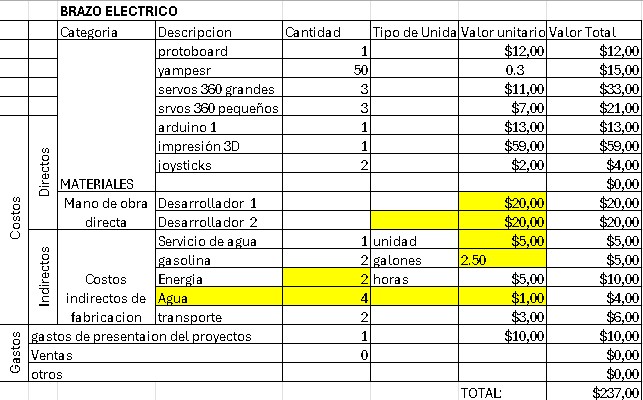 BRAZO ELECTRICO
Categoria Descripcion Cantidad Tipo de Unida Valor unitario Valor Total
protoboard 1 $12,00 $12,00
yampesr 50 0.3 $15,00
servos 360 grandes 3 $11,00 $33,00
srvos 360 pequeños 3 $7,00 $21,00
arduino 1 1 $13,00 $13,00
impresión 3D 1 $59,00 $59,00
joysticks 2 $2,00 $4,00
MATERIALES $0,00
Costos
Directos
Mano de obra directa
Desarrollador 1 $20,00 $20,00
Desarrollador 2 $20,00 $20,00
Indirectos
Costos indirectos de fabricacion
Servicio de agua 1 unidad $5,00 $5,00
gasolina 2 galones 2.50 $5,00
Energia 2 horas $5,00 $10,00
Agua 4 $1,00 $4,00
transporte 2 $3,00 $6,00
Gastos
gastos de presentaion del proyectos 1 $10,00 $10,00
Ventas 0 $0,00
otros $0,00
TOTAL: $237,00